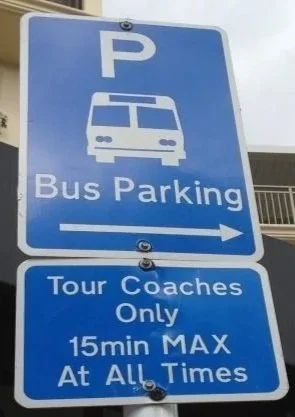 P
Bus Parking
Tour Coaches
Only
15min MAX
At All Times